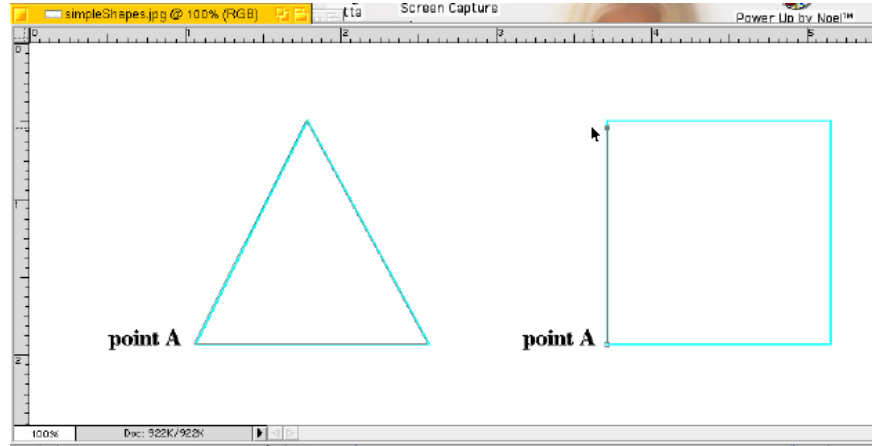 simpleShapes.jpg @ 100% (RGB)
tta
Screen Capture
Power Up by Noel™
0 1 2 3 4 5
0
1
2
point A
point A
100%
Doc: 922K/922K